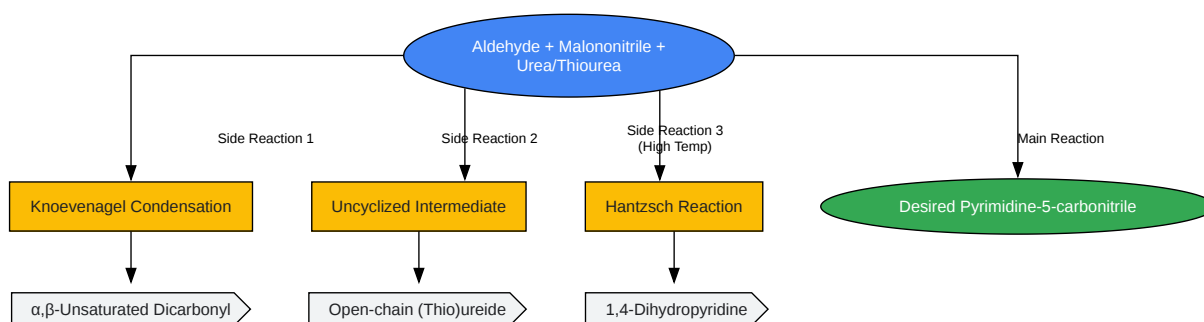 Aldehyde + Malononitrile +
Urea/Thiourea
Side Reaction 1
Side Reaction 2
Side Reaction 3
(High Temp)
Main Reaction
Knoevenagel Condensation
Uncyclized Intermediate
Hantzsch Reaction
Desired Pyrimidine-5-carbonitrile
α,β-Unsaturated Dicarbonyl
Open-chain (Thio)ureide
1,4-Dihydropyridine